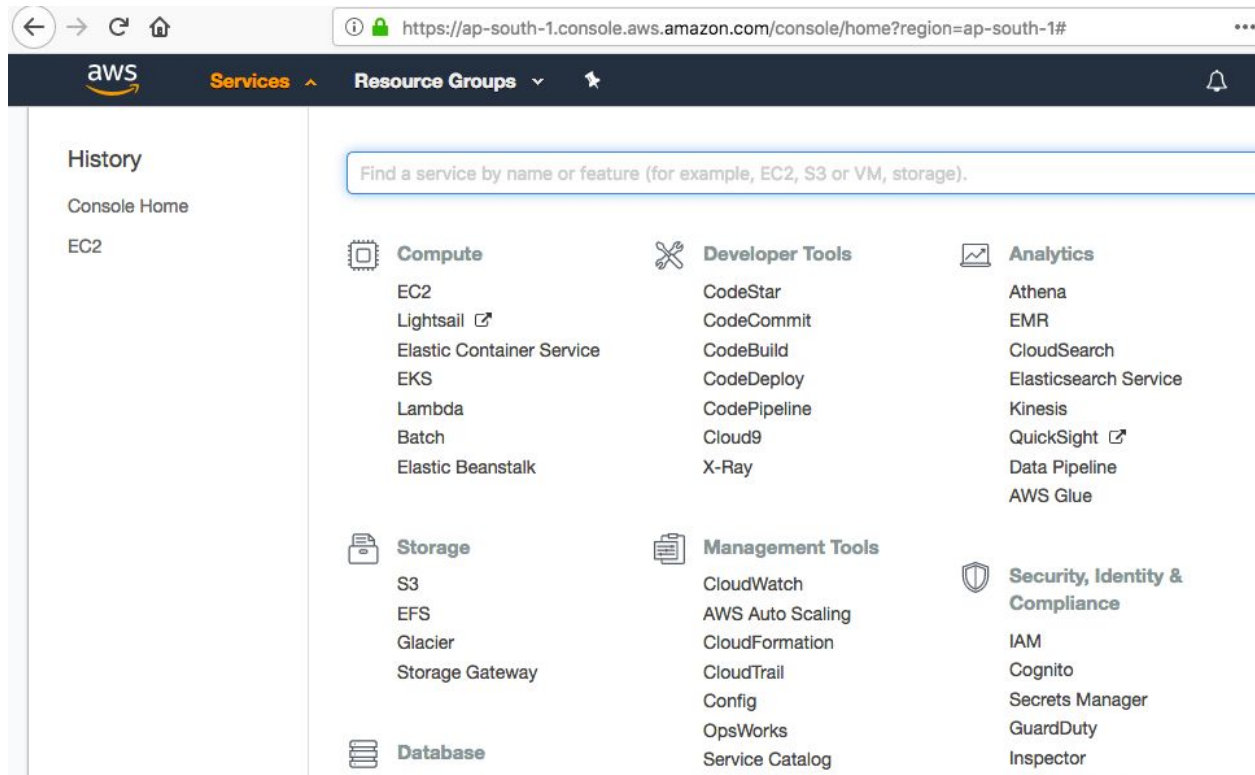 https://ap-south-1.console.aws.amazon.com/console/home?region=ap-south-1#
aws
Services
Resource Groups
History
Console Home
EC2
Find a service by name or feature (for example, EC2, S3 or VM, storage).
Compute
EC2
Lightsail
Elastic Container Service
EKS
Lambda
Batch
Elastic Beanstalk
Storage
S3
EFS
Glacier
Storage Gateway
Database
Developer Tools
CodeStar
CodeCommit
CodeBuild
CodeDeploy
CodePipeline
Cloud9
X-Ray
Management Tools
CloudWatch
AWS Auto Scaling
CloudFormation
CloudTrail
Config
OpsWorks
Service Catalog
Analytics
Athena
EMR
CloudSearch
Elasticsearch Service
Kinesis
QuickSight
Data Pipeline
AWS Glue
Security, Identity &
Compliance
IAM
Cognito
Secrets Manager
GuardDuty
Inspector